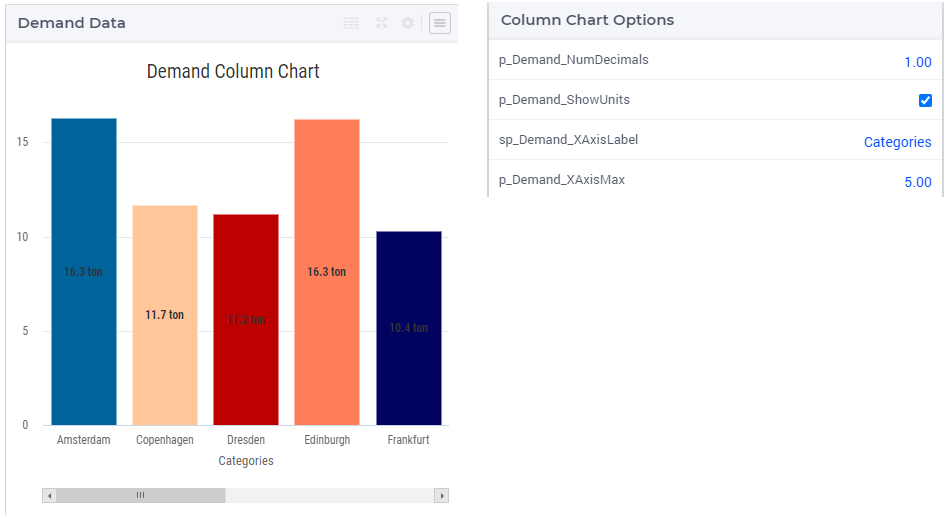 Demand Data
Demand Column Chart
15
10
5
0
16.3 ton
11.7 ton
11.2 ton
16.3 ton
10.4 ton
Amsterdam Copenhagen Dresden Edinburgh Frankfurt
Categories
Column Chart Options
p_Demand_NumDecimals 1.00
p_Demand_ShowUnits
sp_Demand_XAxisLabel Categories
p_Demand_XAxisMax 5.00